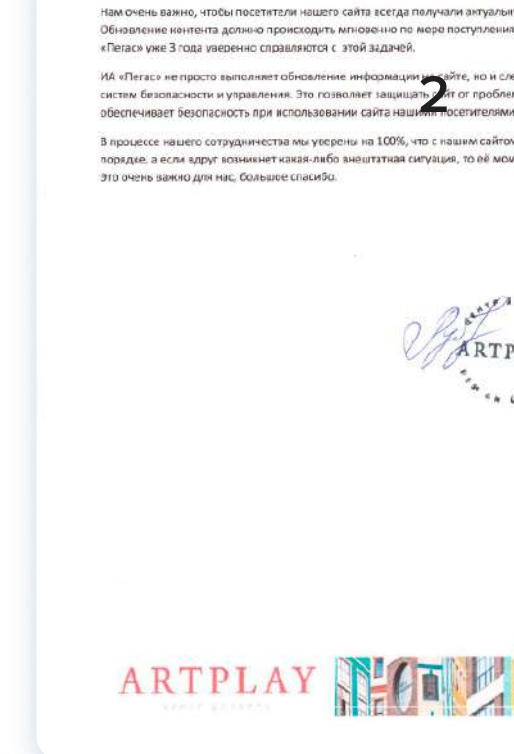 Нам очень важно, чтобы посетители нашего сайта всегда получали
Обновление контента должно происходить мгновенно по мере поступления
«Пегас» уже 3 года уверенно справляются с этой задачей.
ИА «Пегас» не просто выполняет обновление информации на сайте, но и
систем безопасности и управления. Это позволяет защищать сайт от
2
обеспечивает безопасность при использовании сайта нашими посетителями
В процессе нашего сотрудничества мы уверены на 100%, что с нашим сайтом
порядке, а если вдруг возникнет какая-либо внештатная ситуация, то её
Это очень важно для нас, большое спасибо.
ARTP
ARTPLAY